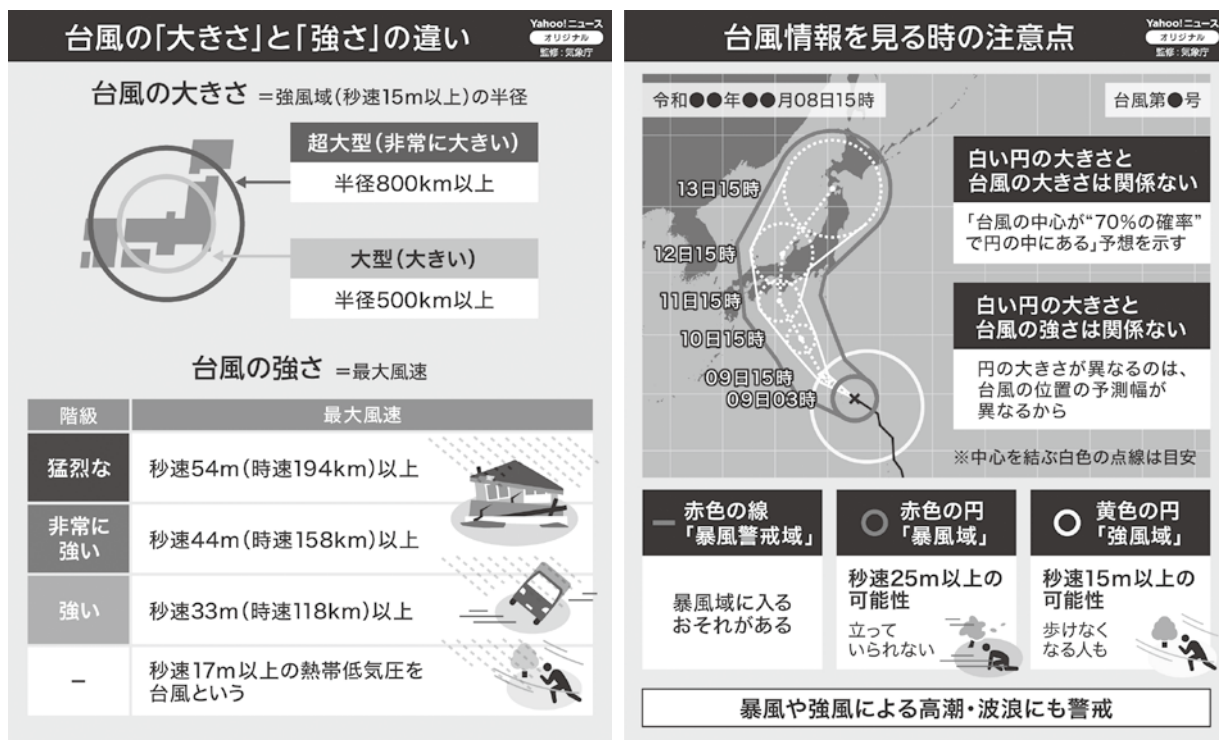 台風の「大きさ」と「強さ」の違い
Yahoo!ニュース
オリジナル
監修:気象庁
台風の大きさ =強風域(秒速15m以上)の半径
超大型(非常に大きい)
半径800km以上
大型(大きい)
半径500km以上
台風の強さ =最大風速
階級 最大風速
猛烈な 秒速54m(時速194km)以上
非常に
強い
秒速44m(時速158km)以上
強い 秒速33m(時速118km)以上
−
秒速17m以上の熱帯低気圧を
台風という
台風情報を見る時の注意点
Yahoo!ニュース
オリジナル
監修:気象庁
令和●●年●●月08日15時
台風第●号
13日15時
12日15時
11日15時
10日15時
09日15時
09日03時
白い円の大きさと
台風の大きさは関係ない
「台風の中心が“70%の確率”
で円の中にある」予想を示す
白い円の大きさと
台風の強さは関係ない
円の大きさが異なるのは、
台風の位置の予測幅が
異なるから
※中心を結ぶ白色の点線は目安
赤色の線
「暴風警戒域」
暴風域に入る
おそれがある
赤色の円
「暴風域」
秒速25m以上の
可能性
立って
いられない
黄色の円
「強風域」
秒速15m以上の
可能性
歩けなく
なる人も
暴風や強風による高潮・波浪にも警戒